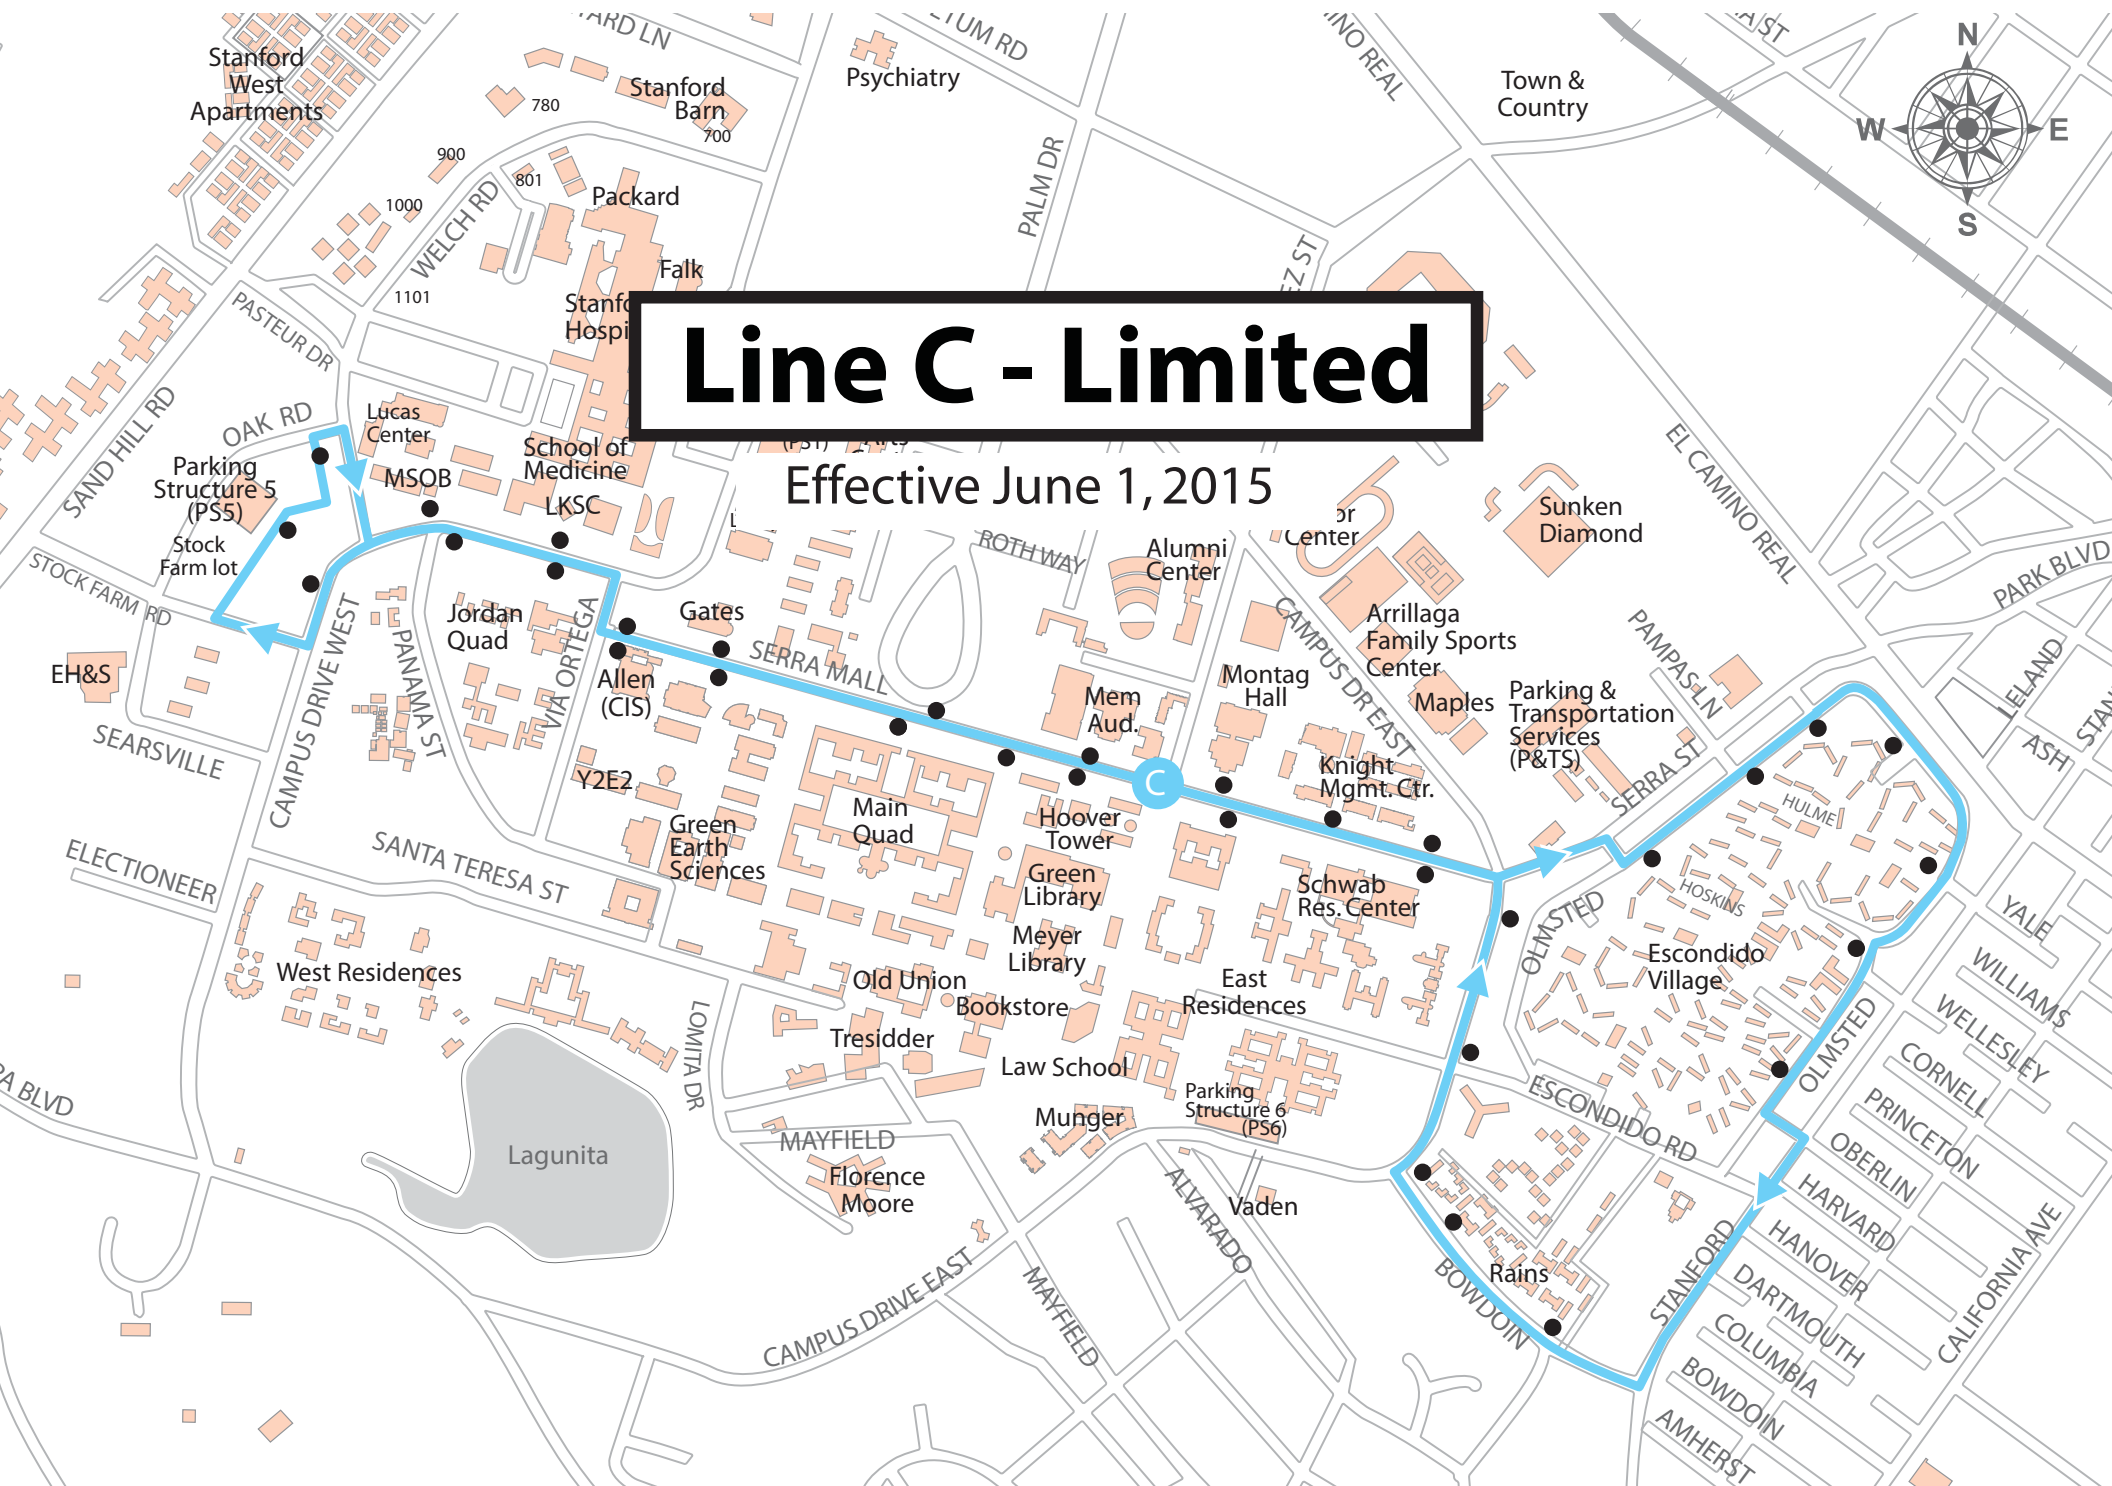 Line C - Limited
Effective June 1, 2015
N
W
E
S
Stanford
West
Apartments
Stanford
Barn
700
780
900
801
1000
1101
Psychiatry
Town &
Country
Packard
Falk
WELCH RD
PALM DR
PASTEUR DR
SAND HILL RD
OAK RD
EL CAMINO REAL
Lucas
Center
Parking
Structure 5
(PS5)
MSOB
School of
Medicine
LKSC
Stock
Farm lot
STOCK FARM RD
EH&S
SEARSVILLE
CAMPUS DRIVE WEST
PANAMA ST
Jordan
Quad
VIA ORTEGA
Gates
Allen
(CIS)
SERRA MALL
ROTH WAY
Alumni
Center
Center
Sunken
Diamond
Arrillaga
Family Sports
Center
CAMPUS DR EAST
Maples
Montag
Hall
Mem
Aud.
Parking &
Transportation
Services
(P&TS)
PAMPAS LN
SERRA ST
PARK BLVD
LELAND
ASH
C
Knight
Mgmt. Ctr.
Y2E2
Main
Quad
Hoover
Tower
Green
Earth
Sciences
Green
Library
Schwab
Res. Center
Meyer
Library
HULME
HOSKINS
OLMSTED
Escondido
Village
YALE
WILLIAMS
WELLESLEY
CORNELL
PRINCETON
OBERLIN
HARVARD
HANOVER
DARTMOUTH
COLUMBIA
BOWDOIN
AMHERST
CALIFORNIA AVE
ELECTIONEER
SANTA TERESA ST
West Residences
Old Union
Bookstore
East
Residences
Tresidder
Law School
LOMITA DR
Parking
Structure 6
(PS6)
Munger
MAYFIELD
Florence
Moore
Lagunita
Vaden
ALVARADO
ESCONDIDO RD
OLMSTED
STANFORD
Rains
BOWDOIN
CAMPUS DRIVE EAST
MAYFIELD